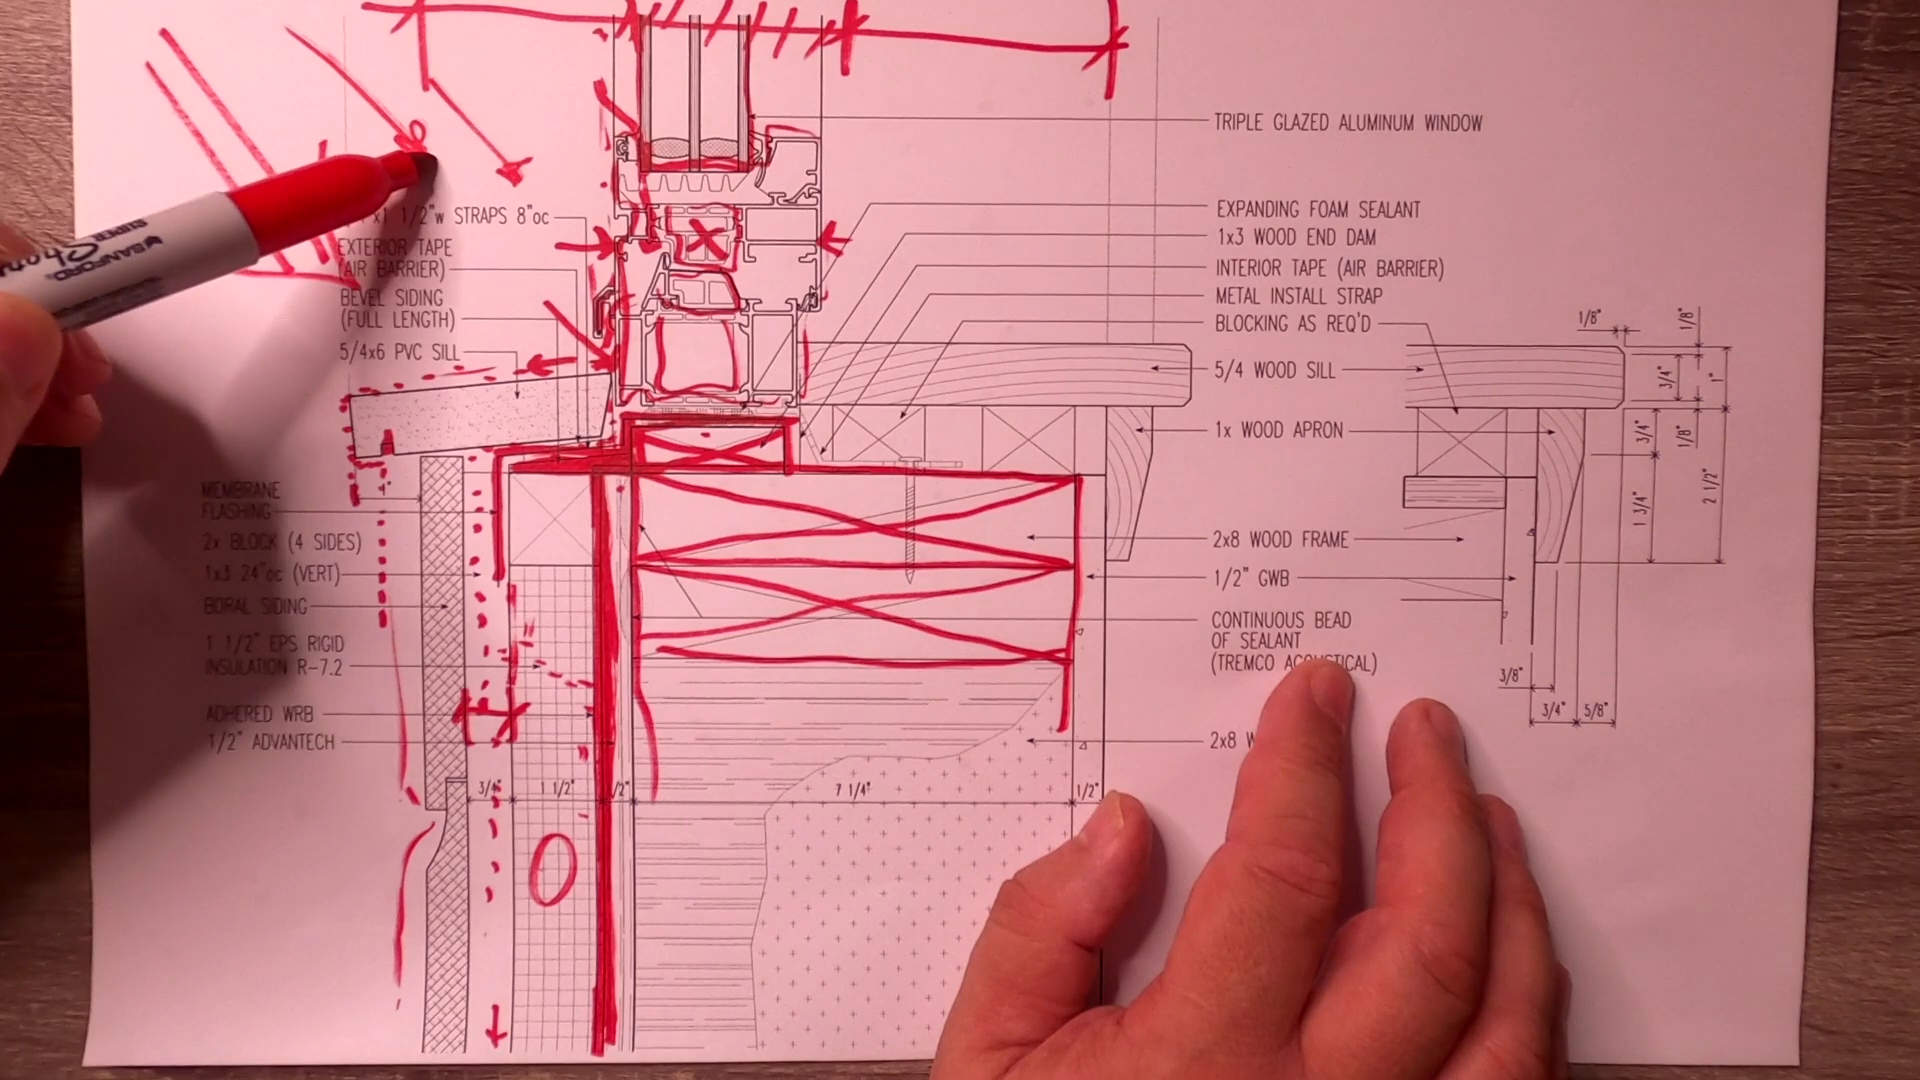 TRIPLE GLAZED ALUMINUM WINDOW
EXPANDING FOAM SEALANT
1x3 WOOD END DAM
INTERIOR TAPE (AIR BARRIER)
METAL INSTALL STRAP
BLOCKING AS REQ'D
5/4 WOOD SILL
1x WOOD APRON
2x8 WOOD FRAME
1/2" GWB
CONTINUOUS BEAD
OF SEALANT
(TREMCO ACOUSTICAL)
2x8
x1 1/2"w STRAPS 8"oc
EXTERIOR TAPE
(AIR BARRIER)
BEVEL SIDING
(FULL LENGTH)
5/4x6 PVC SILL
MEMBRANE
FLASHING
2x BLOCK (4 SIDES)
1x3 24"oc (VERT)
BORAL SIDING
1 1/2" EPS RIGID
INSULATION R-7.2
ADHERED WRB
1/2" ADVANTECH
3/4"
1 1/2"
1/2"
7 1/4"
1/2"
1/8"
1/8"
3/4"
1"
3/4"
1/8"
1 3/4"
2 1/2"
3/8"
3/4"
5/8"
SANFORD